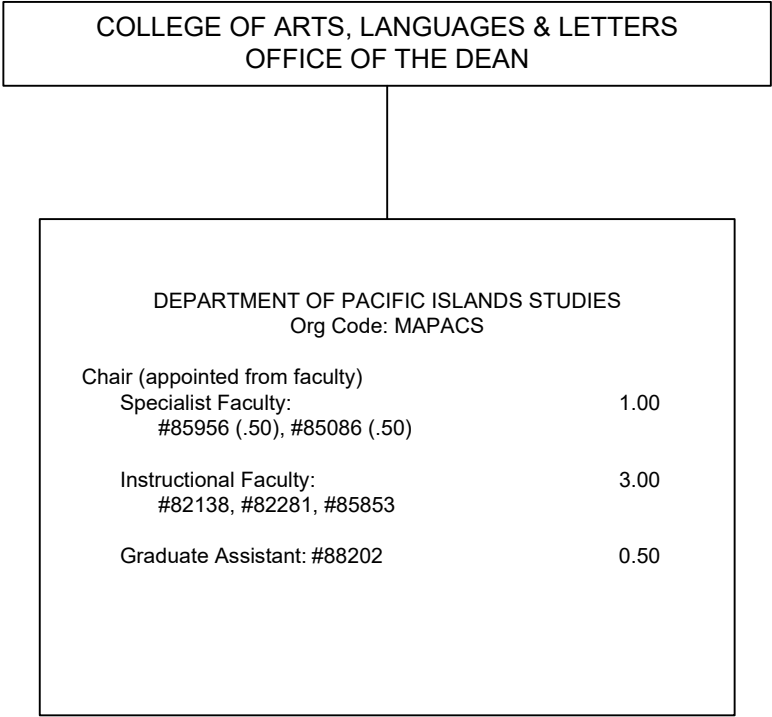 COLLEGE OF ARTS, LANGUAGES & LETTERS
OFFICE OF THE DEAN
DEPARTMENT OF PACIFIC ISLANDS STUDIES
Org Code: MAPACS
Chair (appointed from faculty)
Specialist Faculty: 1.00
#85956 (.50), #85086 (.50)
Instructional Faculty: 3.00
#82138, #82281, #85853
Graduate Assistant: #88202 0.50